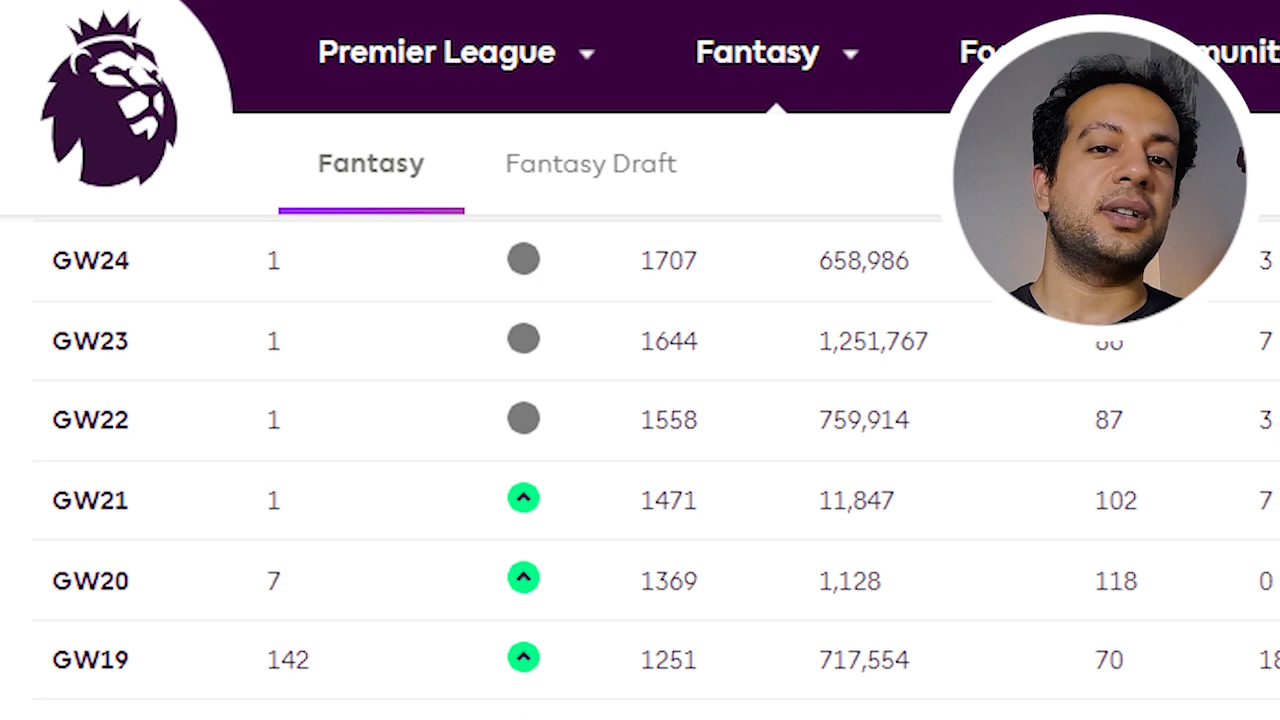 Premier League Fantasy
Fantasy Fantasy Draft
GW24 1 1707 658,986 3
GW23 1 1644 1,251,767 7
GW22 1 1558 759,914 87 3
GW21 1 1471 11,847 102 7
GW20 7 1369 1,128 118 0
GW19 142 1251 717,554 70